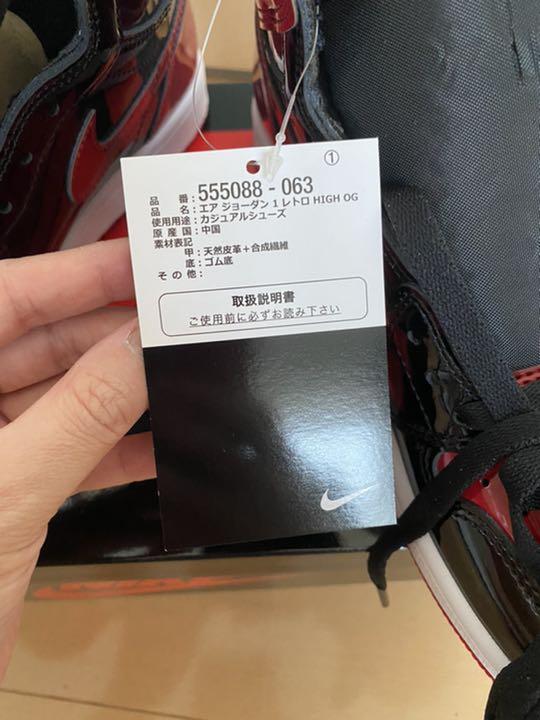 ①
品 番：555088 - 063
品 名：エア ジョーダン 1 レトロ HIGH OG
使用用途：カジュアルシューズ
原 産 国：中国
素材表記
甲：天然皮革＋合成繊維
底：ゴム底
そ の 他：
取扱説明書
ご使用前に必ずお読み下さい